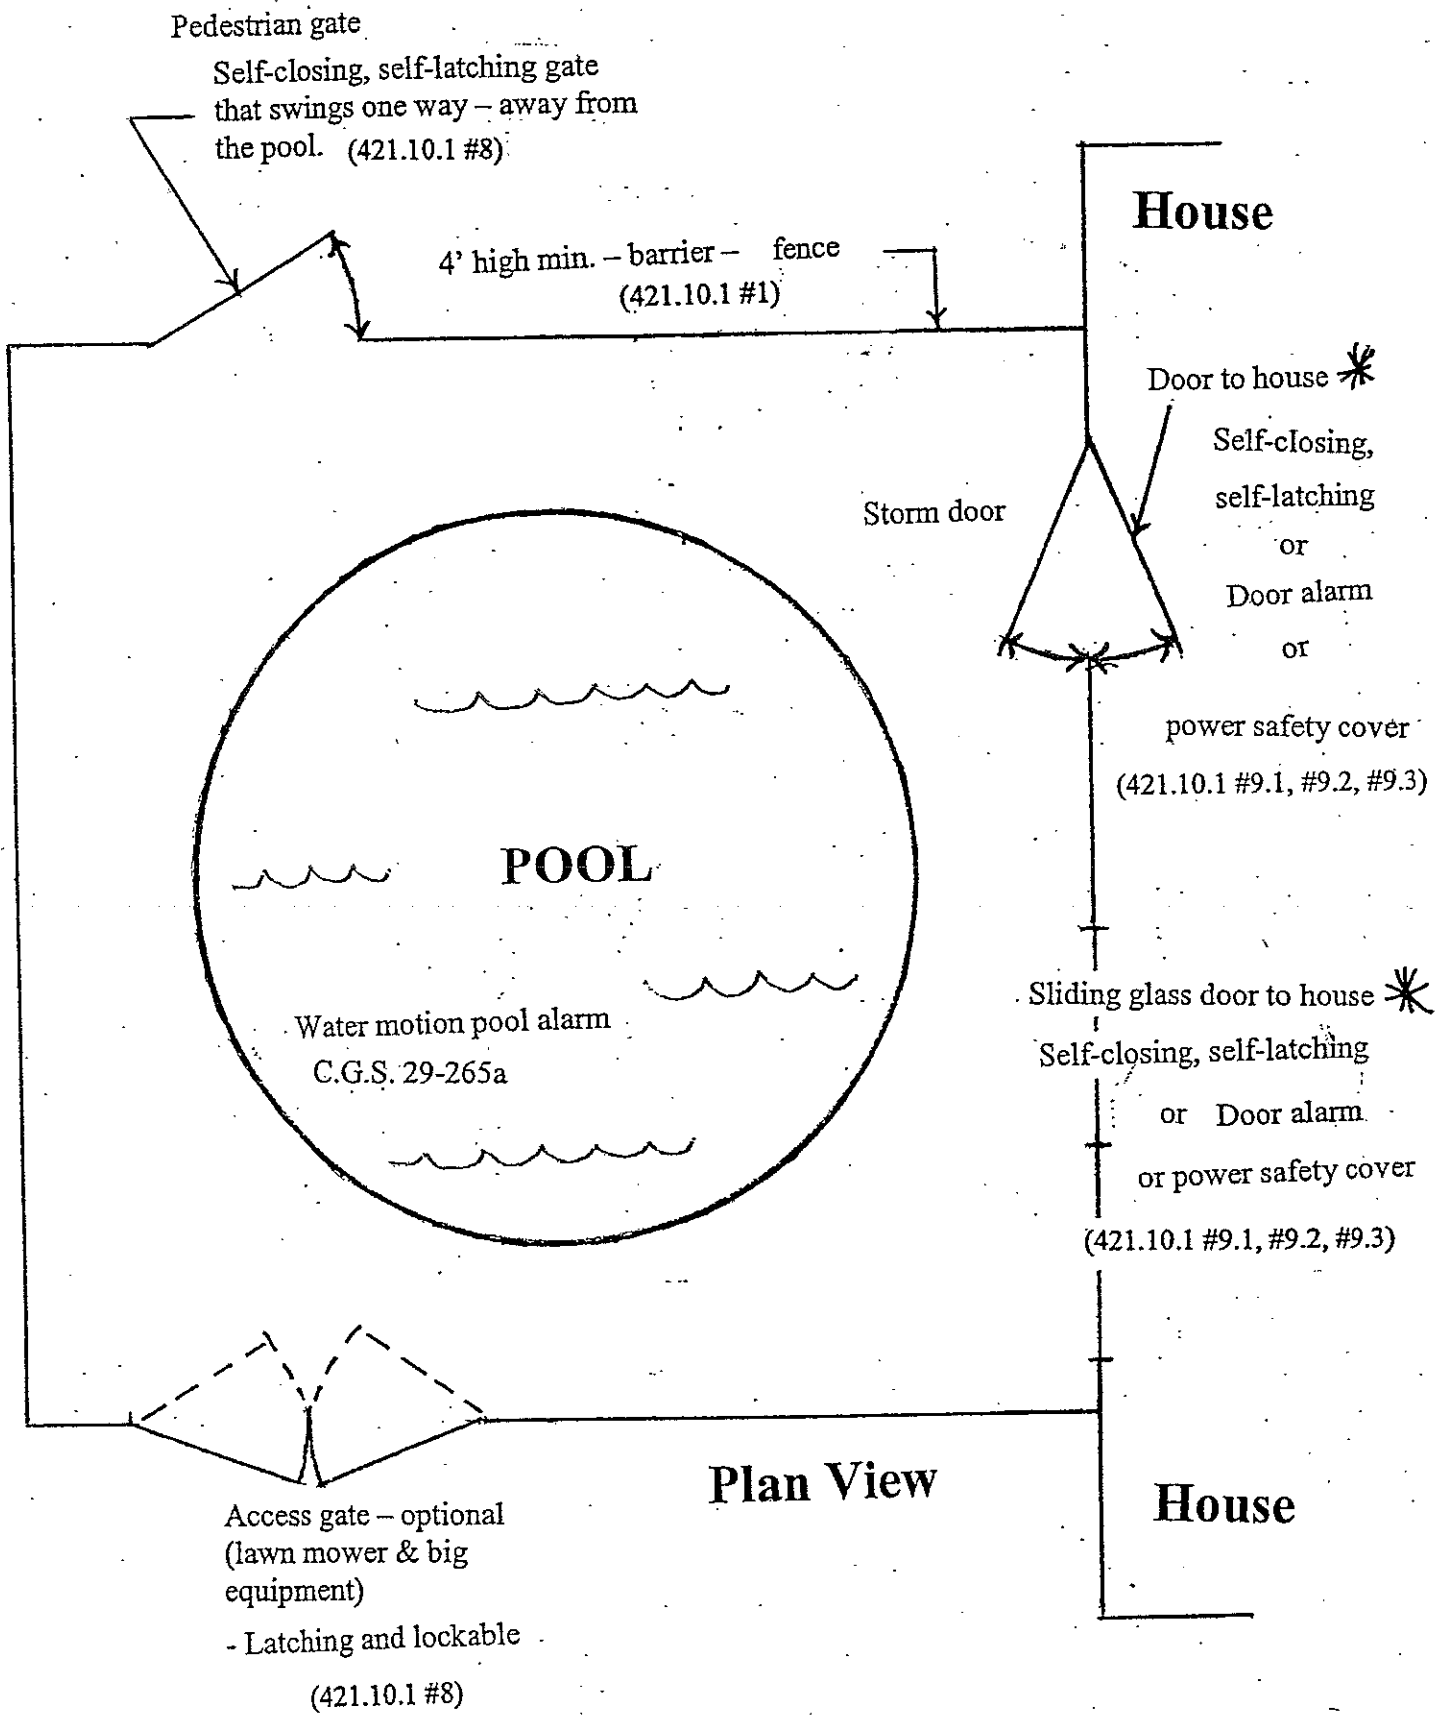 Pedestrian gate
Self-closing, self-latching gate
that swings one way – away from
the pool. (421.10.1 #8)
House
4' high min. – barrier – fence
(421.10.1 #1)
Door to house
Self-closing,
self-latching
or
Door alarm
or
power safety cover
(421.10.1 #9.1, #9.2, #9.3)
Storm door
POOL
Water motion pool alarm
C.G.S. 29-265a
Sliding glass door to house
Self-closing, self-latching
or Door alarm
or power safety cover
(421.10.1 #9.1, #9.2, #9.3)
Plan View
House
Access gate – optional
(lawn mower & big
equipment)
- Latching and lockable
(421.10.1 #8)